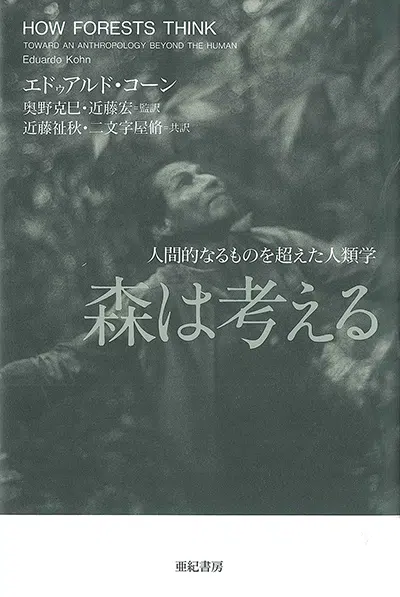 HOW FORESTS THINK
TOWARD AN ANTHROPOLOGY BEYOND THE HUMAN
Eduardo Kohn
エドゥアルド・コーン
奥野克巳・近藤宏=監訳
近藤祉秋・二文字屋脩=共訳
人間的なるものを超えた人類学
森は考える
亜紀書房